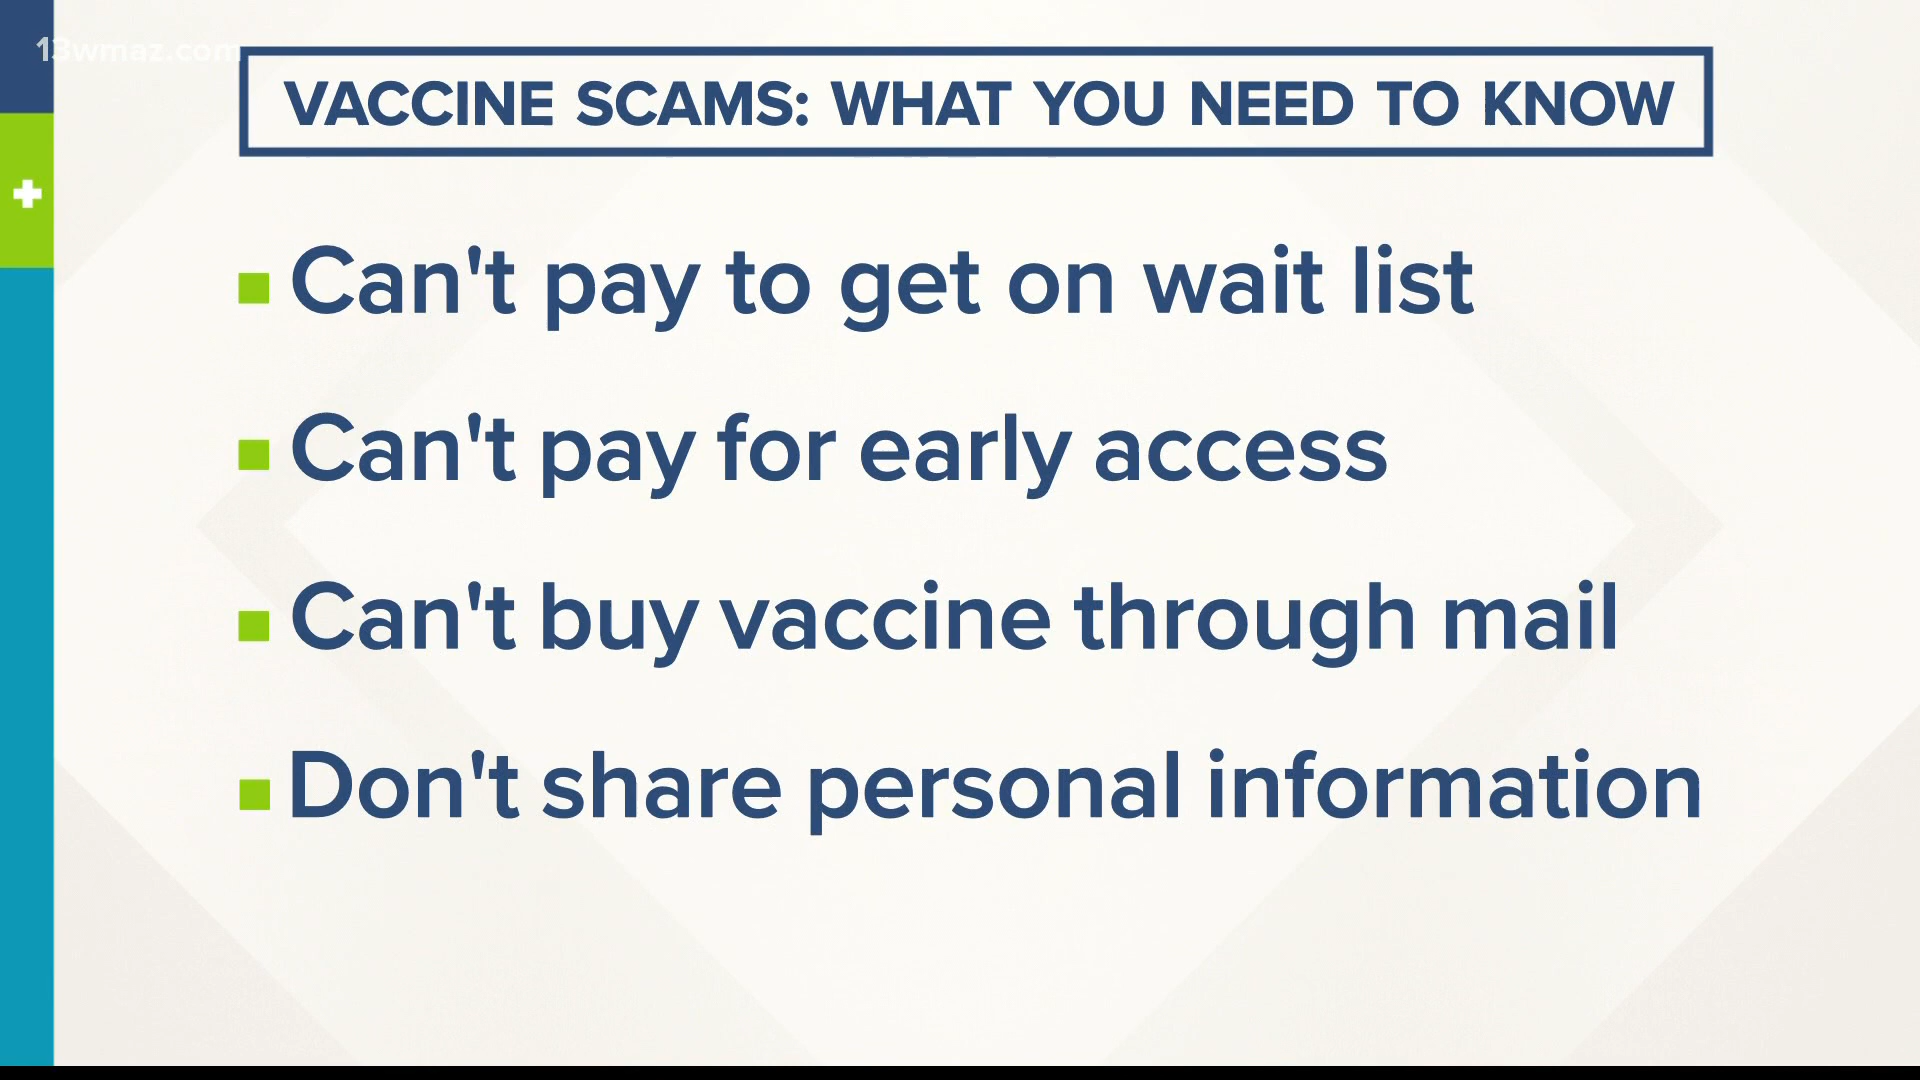 13wmaz.com
VACCINE SCAMS: WHAT YOU NEED TO KNOW
Can't pay to get on wait list
Can't pay for early access
Can't buy vaccine through mail
Don't share personal information